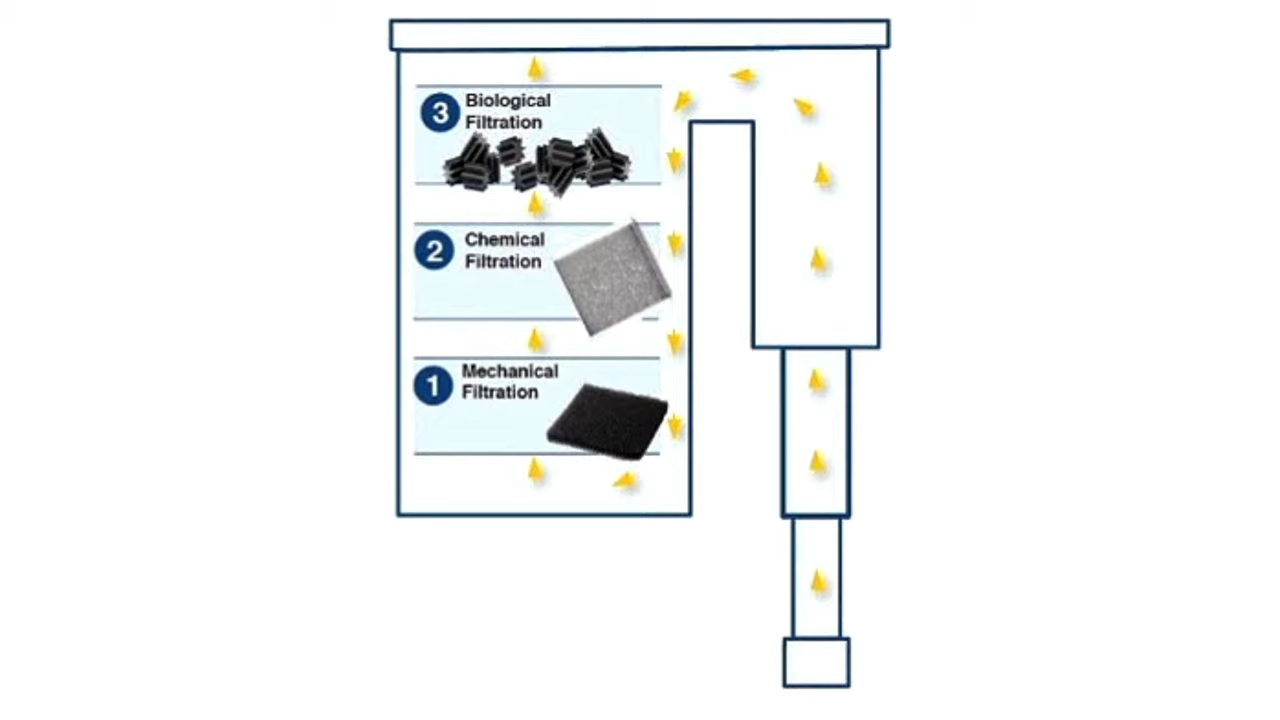 3 Biological
Filtration
2 Chemical
Filtration
1 Mechanical
Filtration